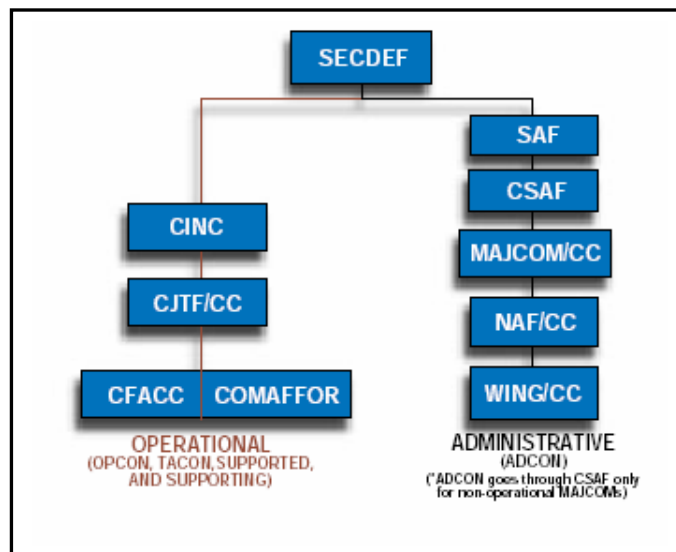 SECDEF
SAF
CSAF
CINC
MAJCOM/CC
CJTF/CC
NAF/CC
CFACC COMAFFOR
WING/CC
OPERATIONAL
(OPCON, TACON, SUPPORTED,
AND SUPPORTING)
ADMINISTRATIVE
(ADCON)
(*ADCON goes through CSAF only
for non-operational MAJCOMs)